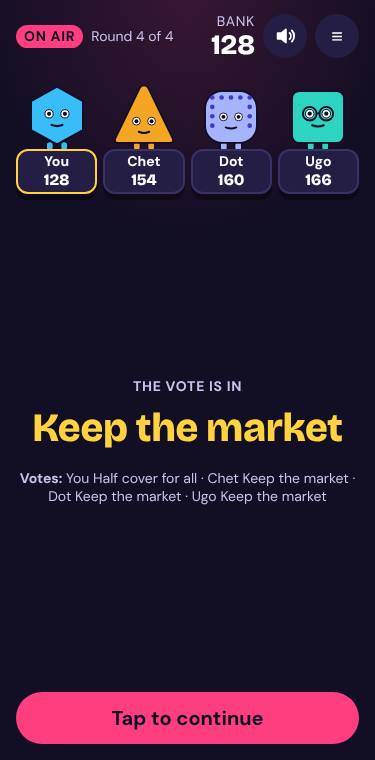 ON AIR Round 4 of 4
BANK
128
You
128
Chet
154
Dot
160
Ugo
166
THE VOTE IS IN
Keep the market
Votes: You Half cover for all · Chet Keep the market ·
Dot Keep the market · Ugo Keep the market
Tap to continue